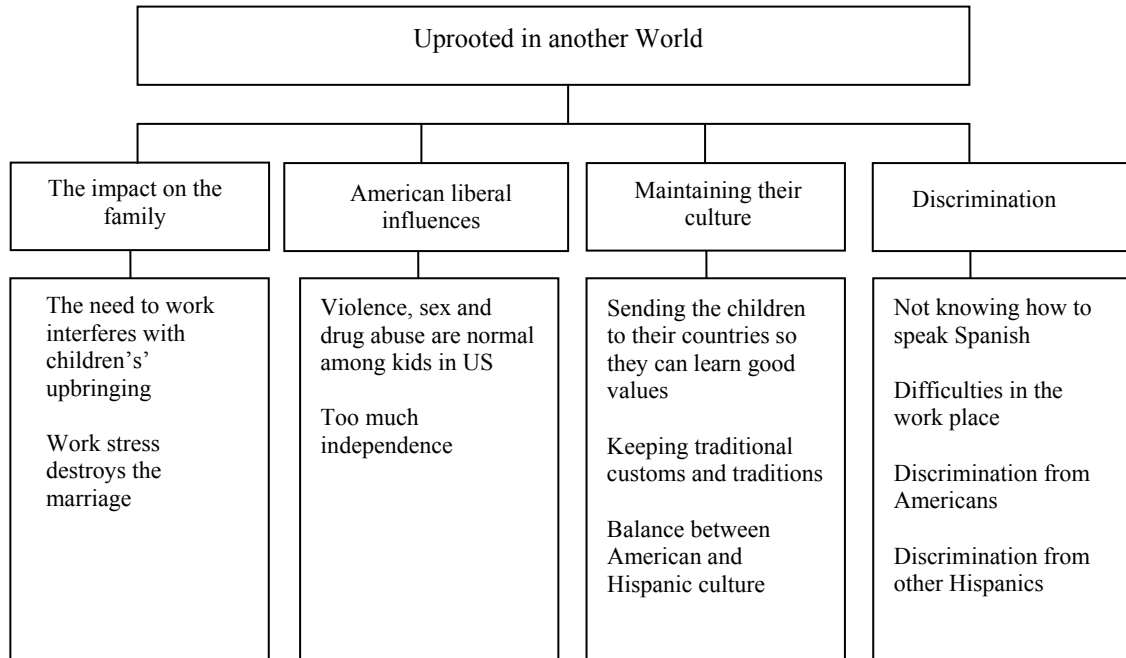 Uprooted in another World
The impact on the
family
American liberal
influences
Maintaining their
culture
Discrimination
The need to work
interferes with
children's'
upbringing
Work stress
destroys the
marriage
Violence, sex and
drug abuse are normal
among kids in US
Too much
independence
Sending the children
to their countries so
they can learn good
values
Keeping traditional
customs and traditions
Balance between
American and
Hispanic culture
Not knowing how to
speak Spanish
Difficulties in the
work place
Discrimination from
Americans
Discrimination from
other Hispanics